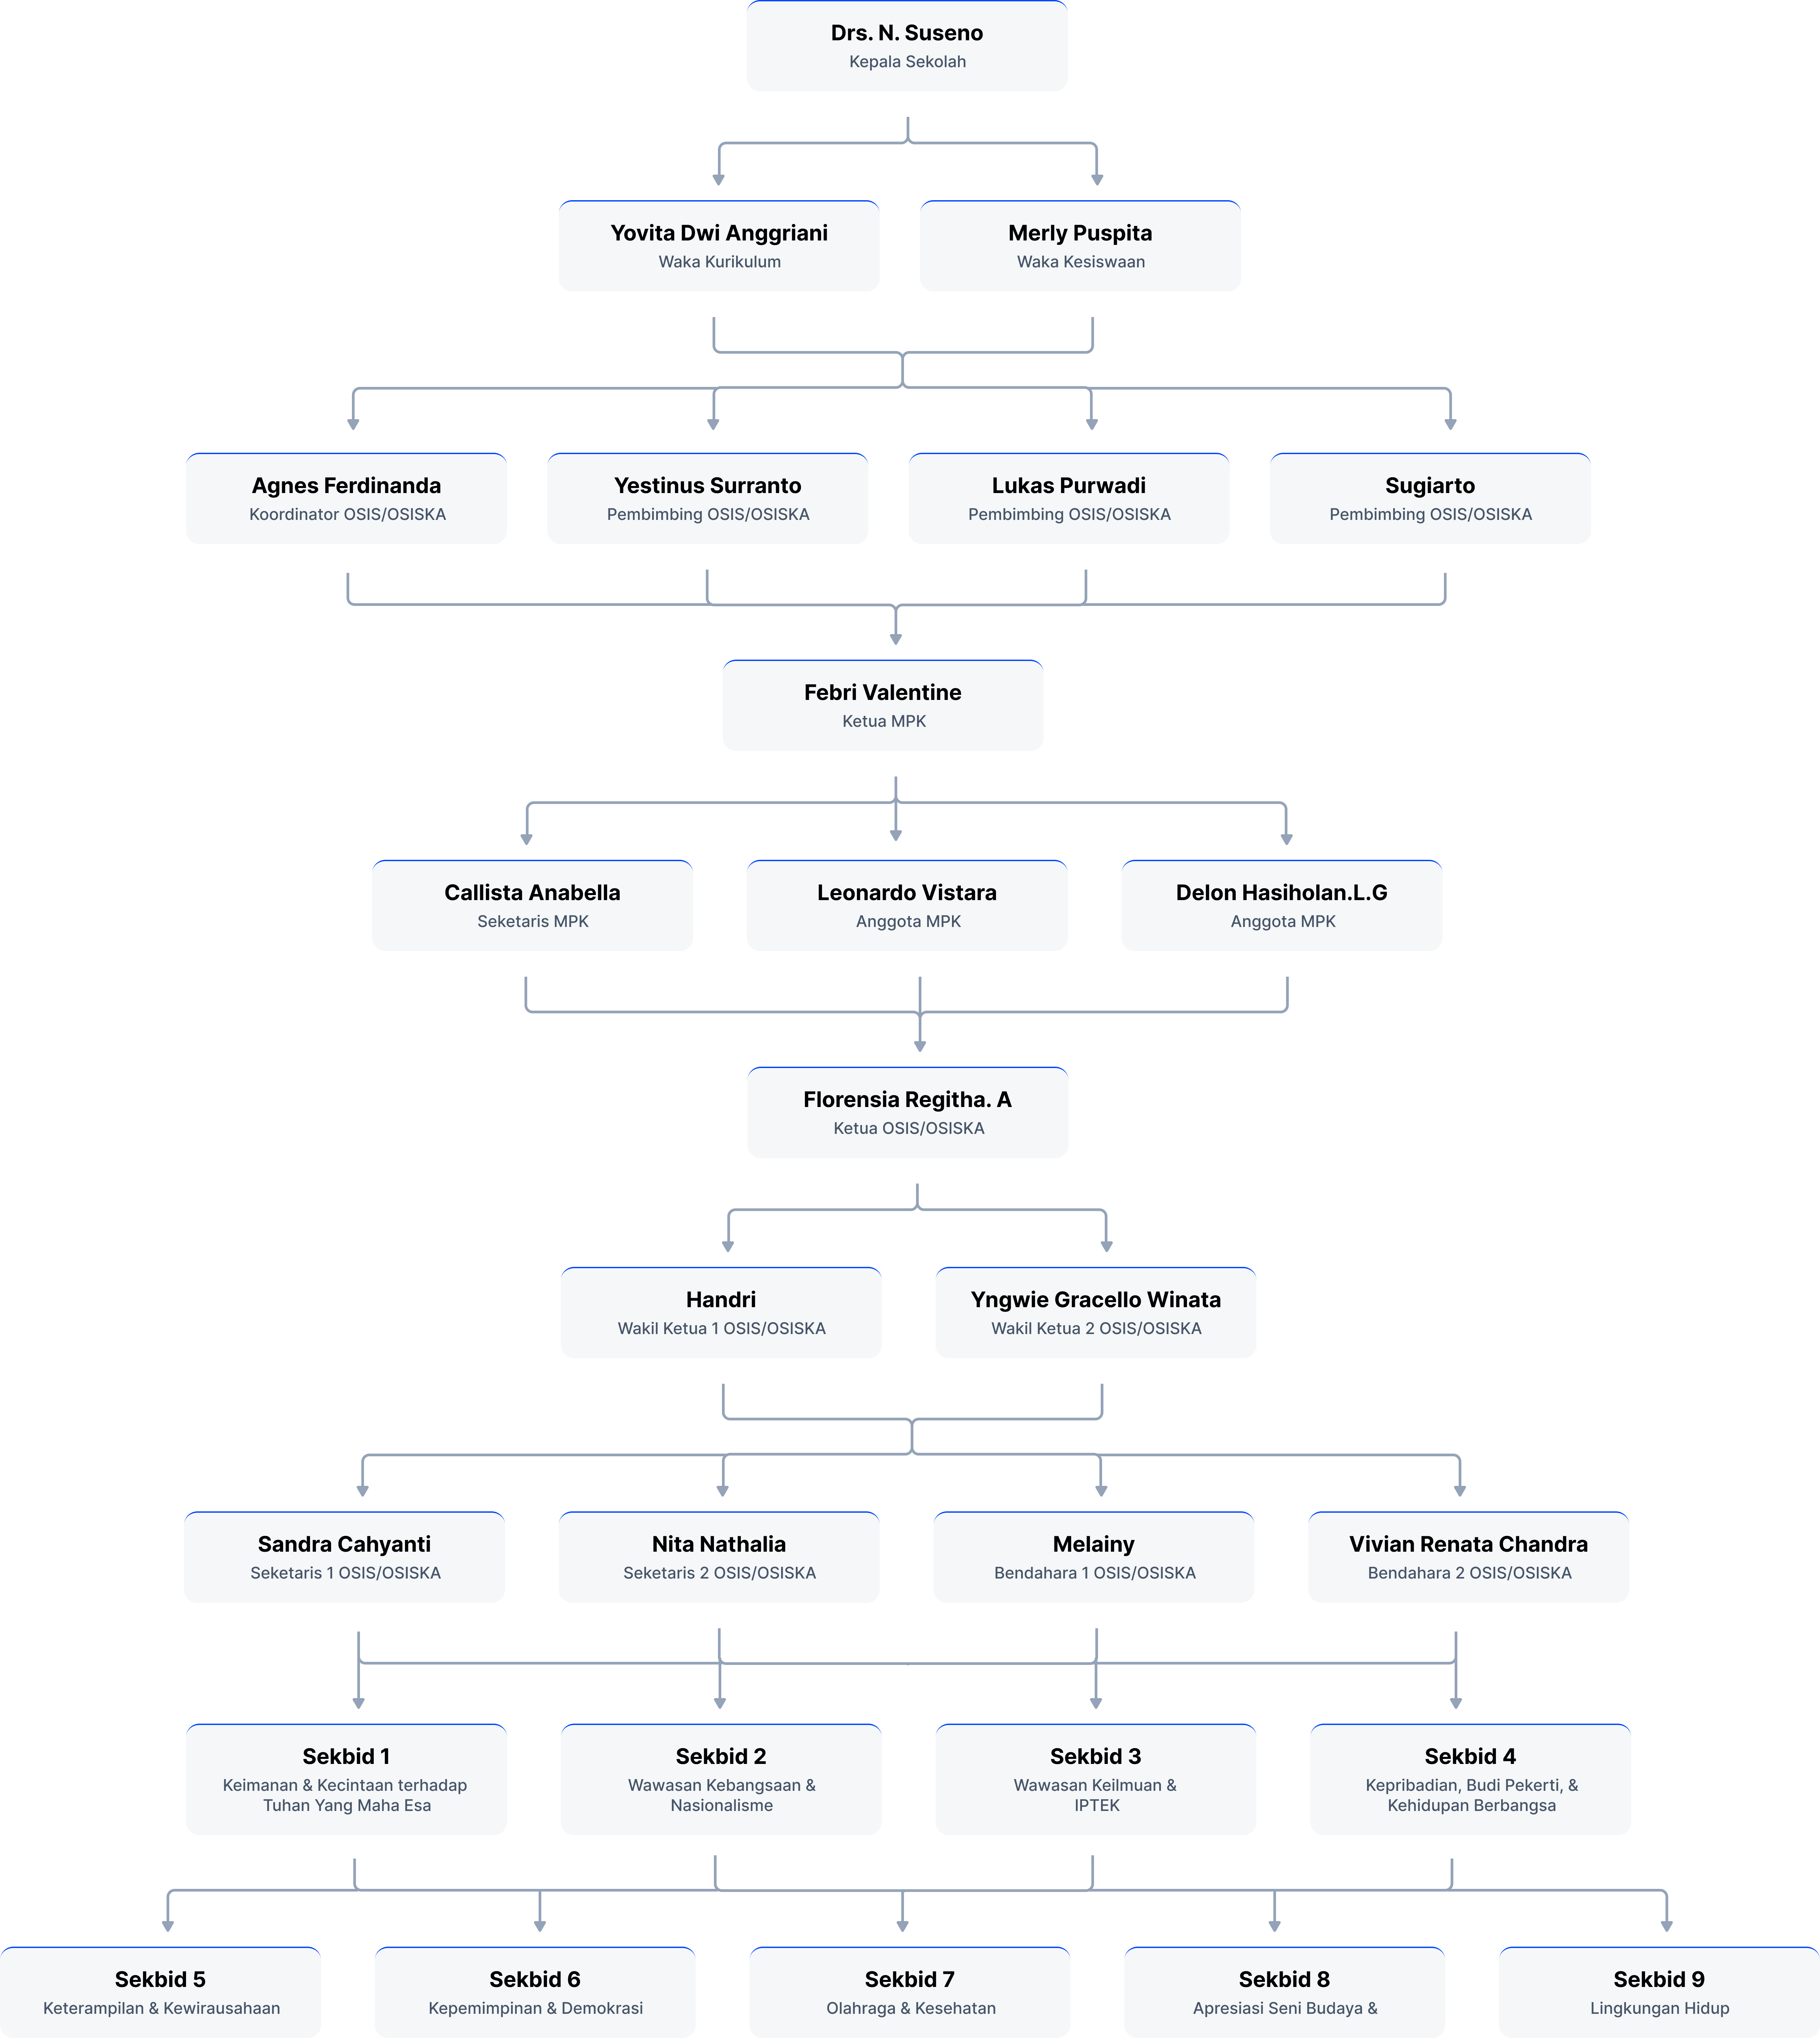 Drs. N. Suseno
Kepala Sekolah
Yovita Dwi Anggriani
Waka Kurikulum
Merly Puspita
Waka Kesiswaan
Agnes Ferdinanda
Koordinator OSIS/OSISKA
Yestinus Surranto
Pembimbing OSIS/OSISKA
Lukas Purwadi
Pembimbing OSIS/OSISKA
Sugiarto
Pembimbing OSIS/OSISKA
Febri Valentine
Ketua MPK
Callista Anabella
Seketaris MPK
Leonardo Vistara
Anggota MPK
Delon Hasiholan.L.G
Anggota MPK
Florensia Regitha. A
Ketua OSIS/OSISKA
Handri
Wakil Ketua 1 OSIS/OSISKA
Yngwie Gracello Winata
Wakil Ketua 2 OSIS/OSISKA
Sandra Cahyanti
Seketaris 1 OSIS/OSISKA
Nita Nathalia
Seketaris 2 OSIS/OSISKA
Melainy
Bendahara 1 OSIS/OSISKA
Vivian Renata Chandra
Bendahara 2 OSIS/OSISKA
Sekbid 1
Keimanan & Kecintaan terhadap
Tuhan Yang Maha Esa
Sekbid 2
Wawasan Kebangsaan &
Nasionalisme
Sekbid 3
Wawasan Keilmuan &
IPTEK
Sekbid 4
Kepribadian, Budi Pekerti, &
Kehidupan Berbangsa
Sekbid 5
Keterampilan & Kewirausahaan
Sekbid 6
Kepemimpinan & Demokrasi
Sekbid 7
Olahraga & Kesehatan
Sekbid 8
Apresiasi Seni Budaya &
Sekbid 9
Lingkungan Hidup